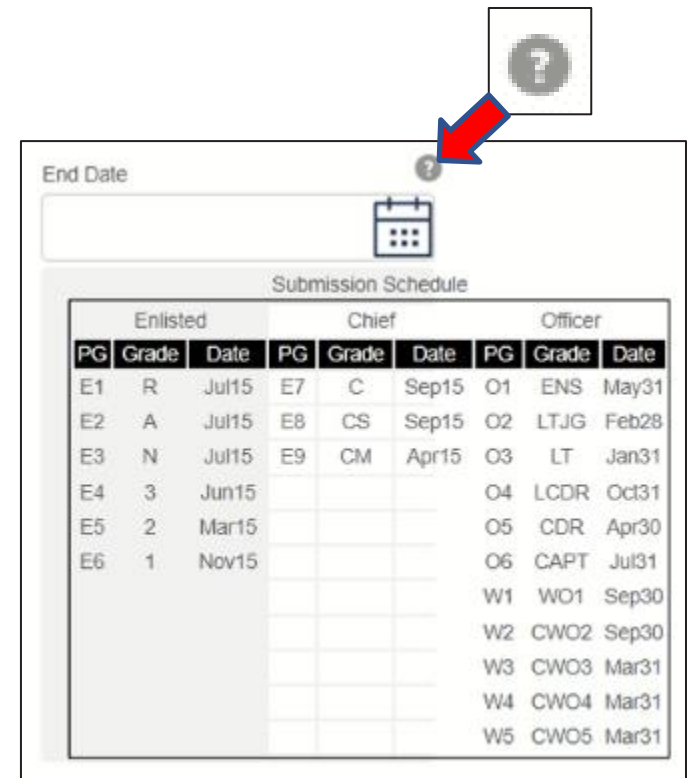 ?
End Date ?
Submission Schedule
Enlisted Chief Officer
PG Grade Date PG Grade Date PG Grade Date
E1 R Jul15 E7 C Sep15 O1 ENS May31
E2 A Jul15 E8 CS Sep15 O2 LTJG Feb28
E3 N Jul15 E9 CM Apr15 O3 LT Jan31
E4 3 Jun15 O4 LCDR Oct31
E5 2 Mar15 O5 CDR Apr30
E6 1 Nov15 O6 CAPT Jul31
W1 WO1 Sep30
W2 CWO2 Sep30
W3 CWO3 Mar31
W4 CWO4 Mar31
W5 CWO5 Mar31